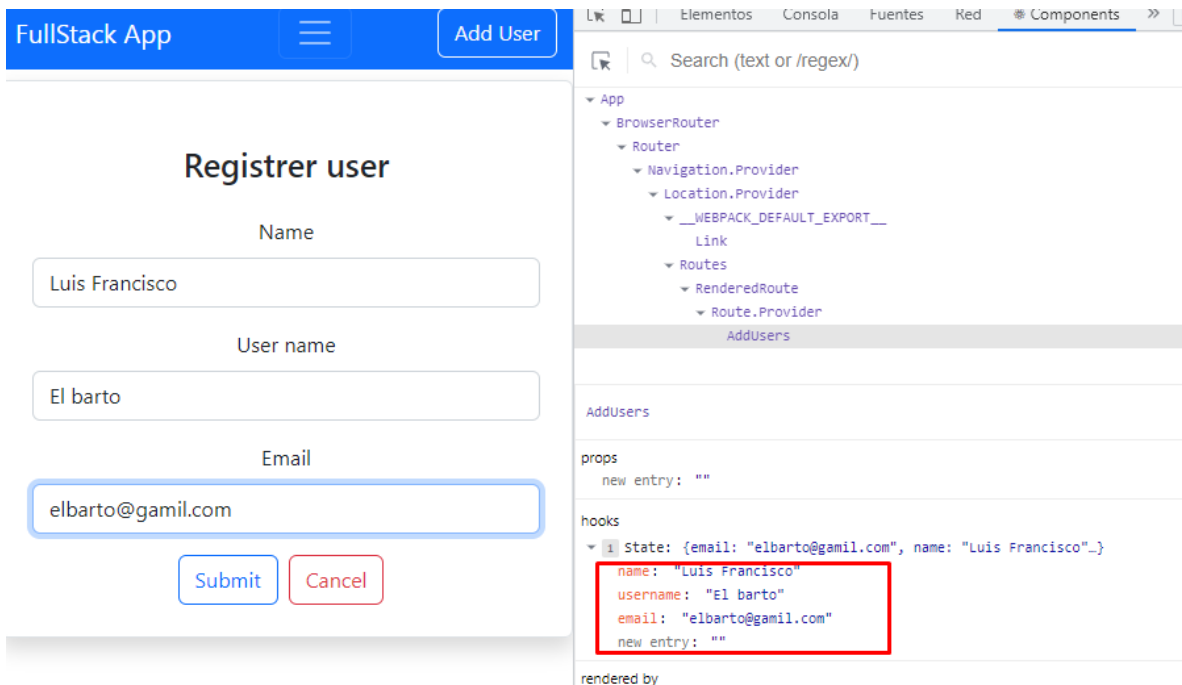 FullStack App
Add User
Registrer user
Name
Luis Francisco
User name
El barto
Email
elbarto@gamil.com
Submit
Cancel
Elementos Consola Fuentes Red Components »
Search (text or /regex/)
App
BrowserRouter
Router
Navigation.Provider
Location.Provider
__WEBPACK_DEFAULT_EXPORT__
Link
Routes
RenderedRoute
Route.Provider
AddUsers
AddUsers
props
new entry: ""
hooks
1 State: {email: "elbarto@gamil.com", name: "Luis Francisco"…}
name: "Luis Francisco"
username: "El barto"
email: "elbarto@gamil.com"
new entry: ""
rendered by